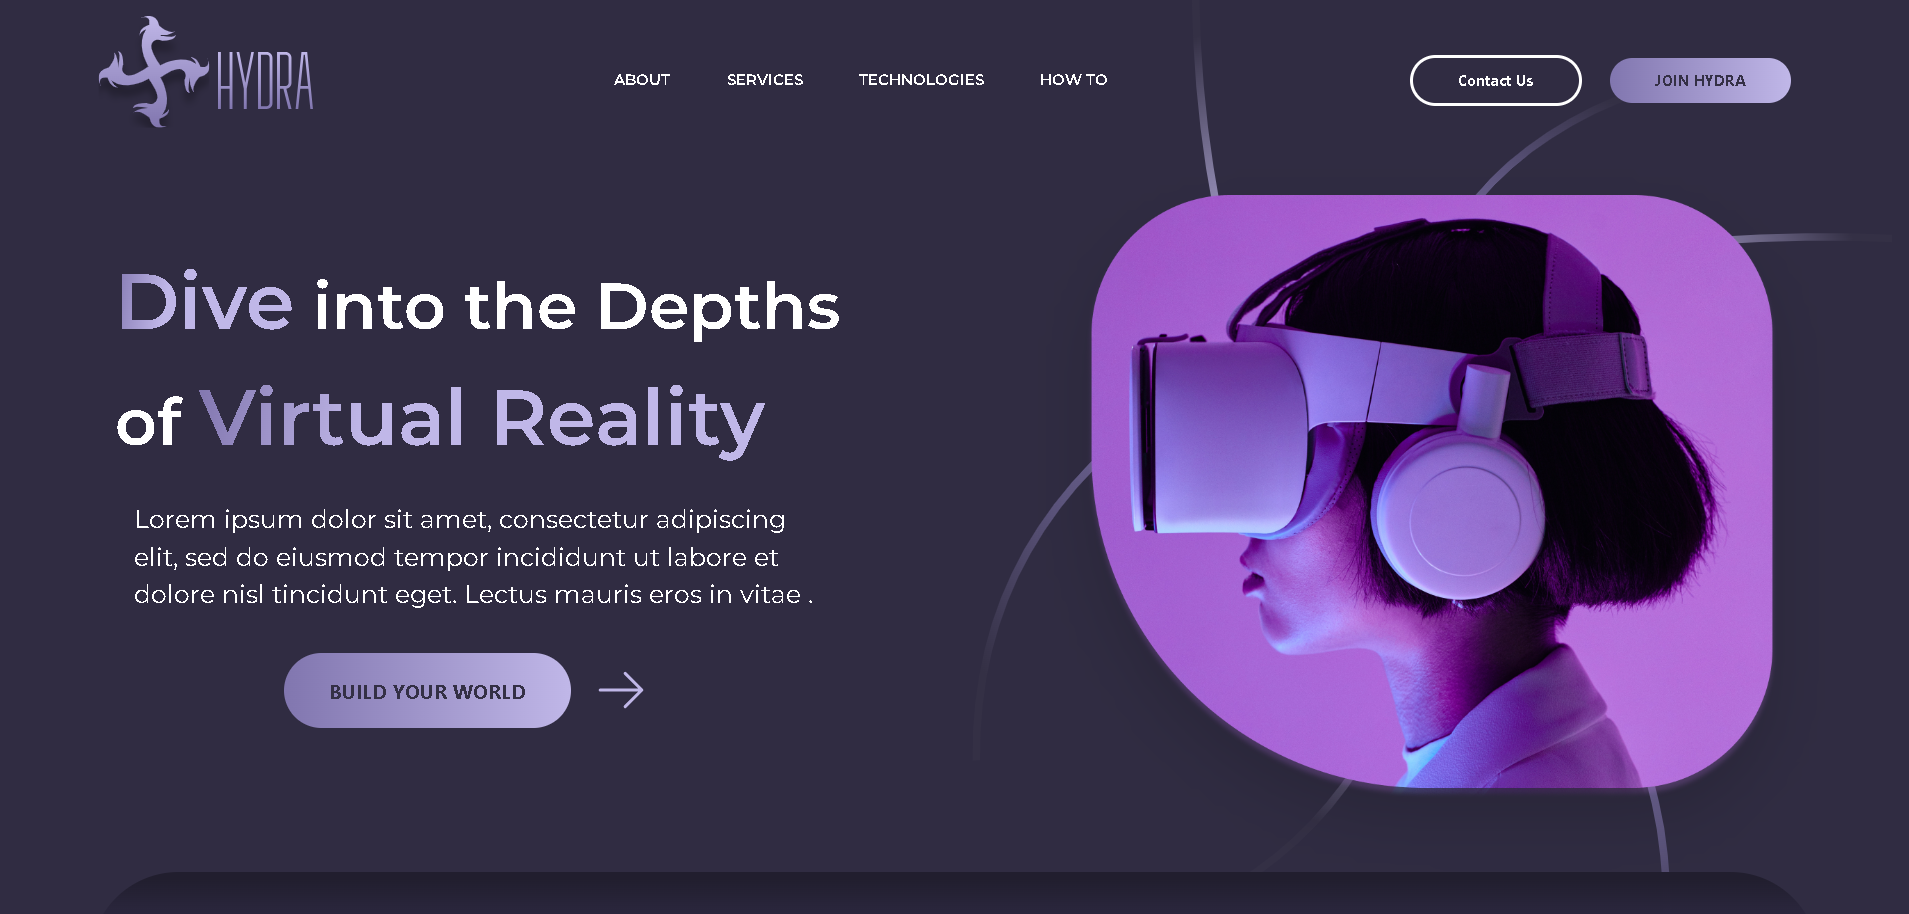 HYDRA
ABOUT
SERVICES
TECHNOLOGIES
HOW TO
Contact Us
JOIN HYDRA
Dive into the Depths
of Virtual Reality
Lorem ipsum dolor sit amet, consectetur adipiscing
elit, sed do eiusmod tempor incididunt ut labore et
dolore nisl tincidunt eget. Lectus mauris eros in vitae .
BUILD YOUR WORLD